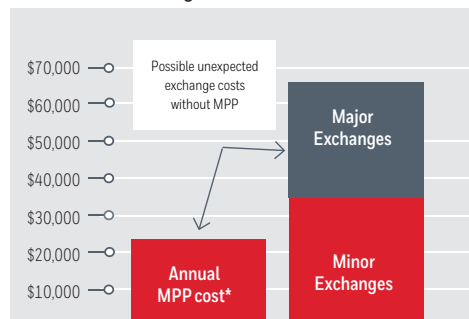 $70,000
$60,000
$50,000
$40,000
$30,000
$20,000
$10,000
Possible unexpected
exchange costs
without MPP
Major
Exchanges
Annual
MPP cost*
Minor
Exchanges